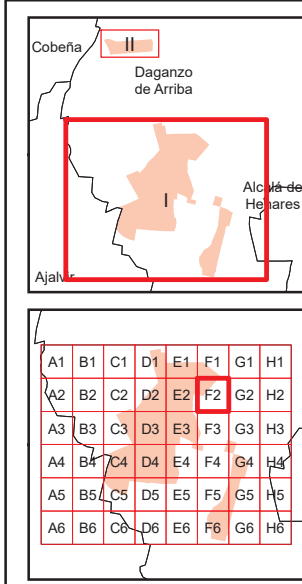 Cobeña
II
Daganzo
de Arriba
I
Alcalá de
Henares
Ajalvir
A1 B1 C1 D1 E1 F1 G1 H1
A2 B2 C2 D2 E2 F2 G2 H2
A3 B3 C3 D3 E3 F3 G3 H3
A4 B4 C4 D4 E4 F4 G4 H4
A5 B5 C5 D5 E5 F5 G5 H5
A6 B6 C6 D6 E6 F6 G6 H6